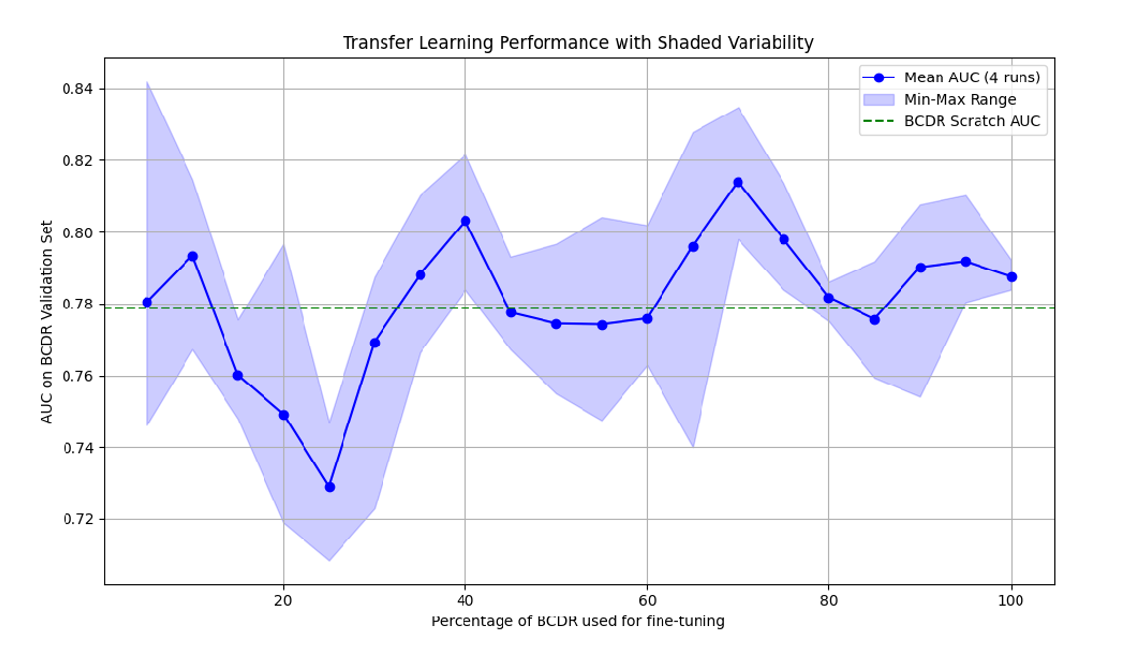 Transfer Learning Performance with Shaded Variability
Mean AUC (4 runs)
Min-Max Range
BCDR Scratch AUC
AUC on BCDR Validation Set
0.84
0.82
0.80
0.78
0.76
0.74
0.72
20
40
60
80
100
Percentage of BCDR used for fine-tuning